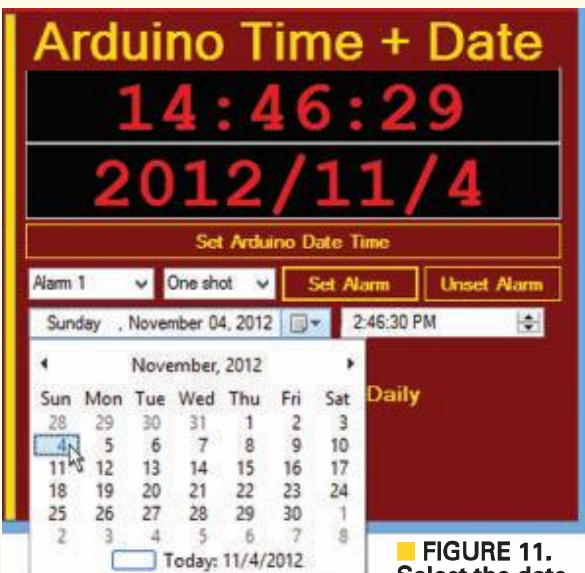 Arduino Time + Date
14:46:29
2012/11/4
Set Arduino Date Time
Alarm 1 One shot Set Alarm Unset Alarm
Sunday , November 04, 2012 2:46:30 PM
November, 2012
Daily
Sun Mon Tue Wed Thu Fri Sat
28 29 30 31 1 2 3
4 5 6 7 8 9 10
11 12 13 14 15 16 17
18 19 20 21 22 23 24
25 26 27 28 29 30 1
2 3 4 5 6 7 8
Today: 11/4/2012
FIGURE 11.
Select the date